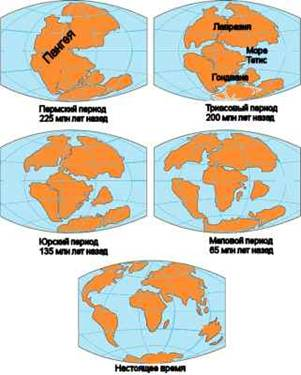 Пангея
Пермский период
225 млн лет назад
Лавразия
Море
Тетис
Гондвана
Триасовый период
200 млн лет назад
Юрский период
135 млн лет назад
Меловой период
65 млн лет назад
Настоящее время